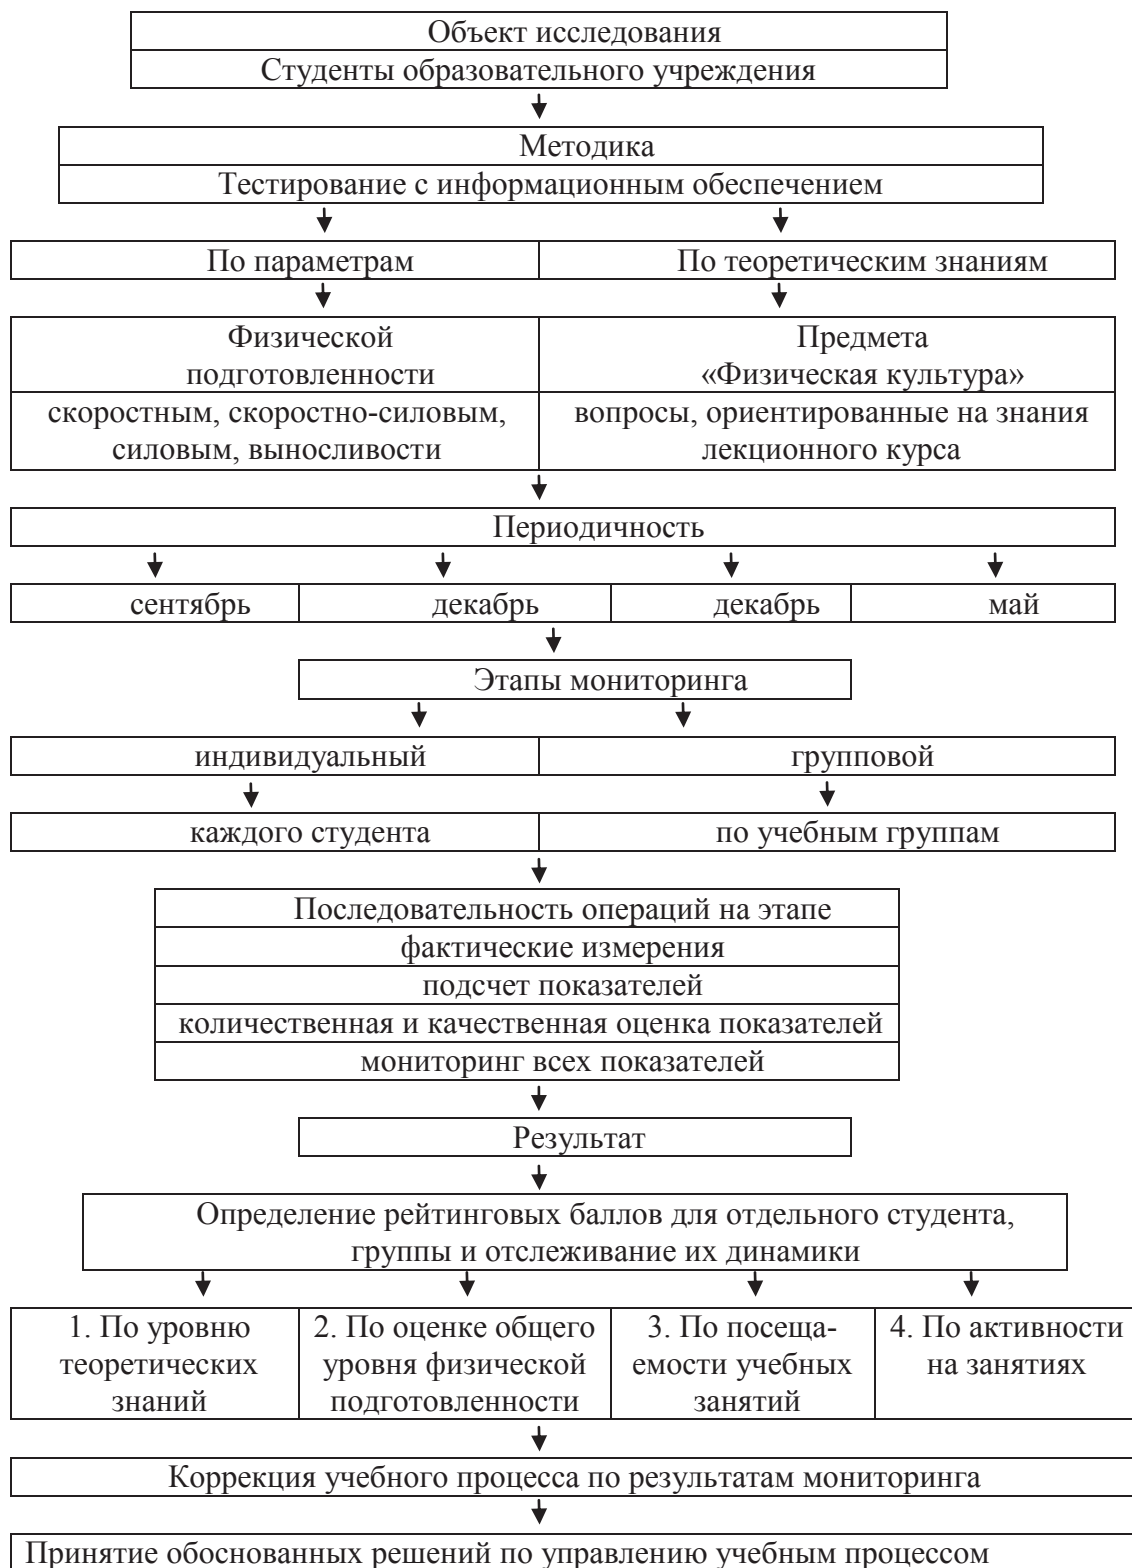 Объект исследования
Студенты образовательного учреждения
Методика
Тестирование с информационным обеспечением
По параметрам
По теоретическим знаниям
Физической
подготовленности
Предмета
«Физическая культура»
скоростным, скоростно-силовым,
силовым, выносливости
вопросы, ориентированные на знания
лекционного курса
Периодичность
сентябрь
декабрь
декабрь
май
Этапы мониторинга
индивидуальный
групповой
каждого студента
по учебным группам
Последовательность операций на этапе
фактические измерения
подсчет показателей
количественная и качественная оценка показателей
мониторинг всех показателей
Результат
Определение рейтинговых баллов для отдельного студента,
группы и отслеживание их динамики
1. По уровню
теоретических
знаний
2. По оценке общего
уровня физической
подготовленности
3. По посеща-
емости учебных
занятий
4. По активности
на занятиях
Коррекция учебного процесса по результатам мониторинга
Принятие обоснованных решений по управлению учебным процессом